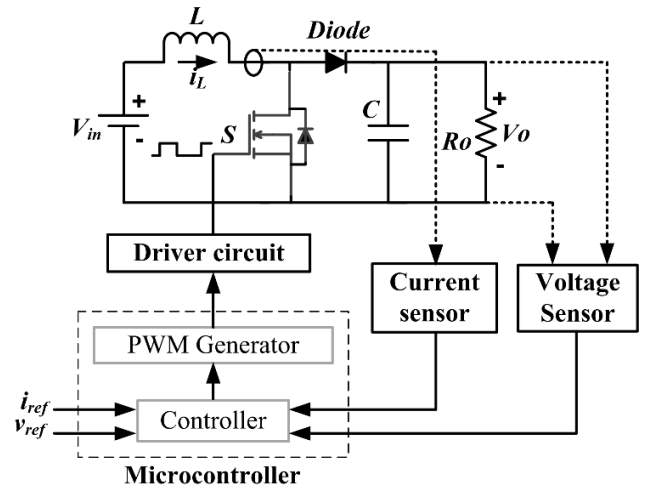 L
Diode
iL
+
Vin
-
S
C
+
Ro
Vo
-
Driver circuit
Current
sensor
Voltage
Sensor
PWM Generator
iref
vref
Controller
Microcontroller